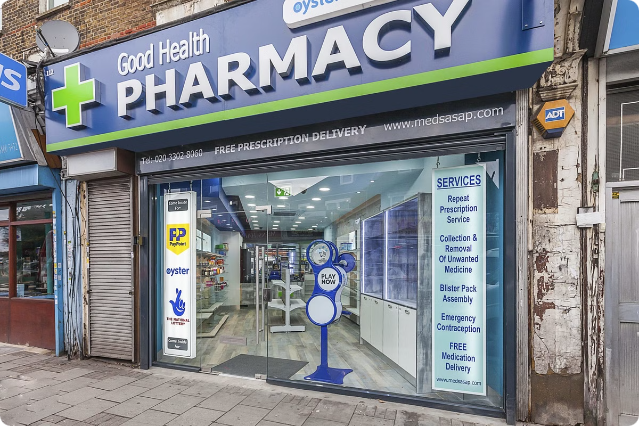 oyster
Good Health
PHARMACY
Tel: 020 3302 8060
FREE PRESCRIPTION DELIVERY
www.medsasap.com
ADT
PayPoint
oyster
THE NATIONAL
LOTTERY
PLAY
NOW
SERVICES
Repeat
Prescription
Service
Collection &
Removal
Of Unwanted
Medicine
Blister Pack
Assembly
Emergency
Contraception
FREE
Medication
Delivery
www.medsasap.com